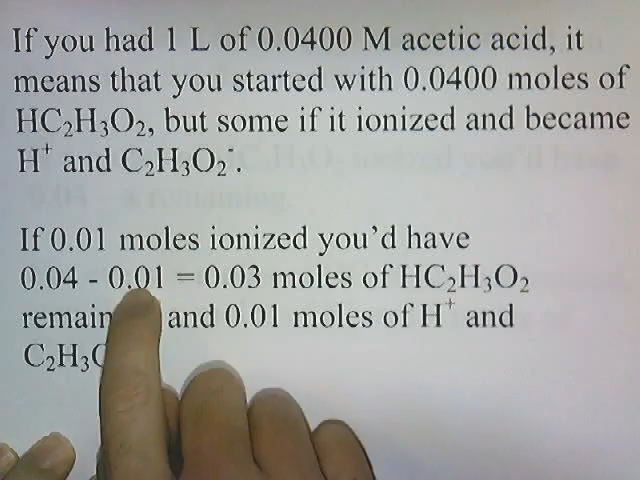 If you had 1 L of 0.0400 M acetic acid, it
means that you started with 0.0400 moles of
HC₂H₃O₂, but some if it ionized and became
H⁺ and C₂H₃O₂⁻.
If 0.01 moles ionized you’d have
0.04 - 0.01 = 0.03 moles of HC₂H₃O₂
remain and 0.01 moles of H⁺ and
C₂H₃